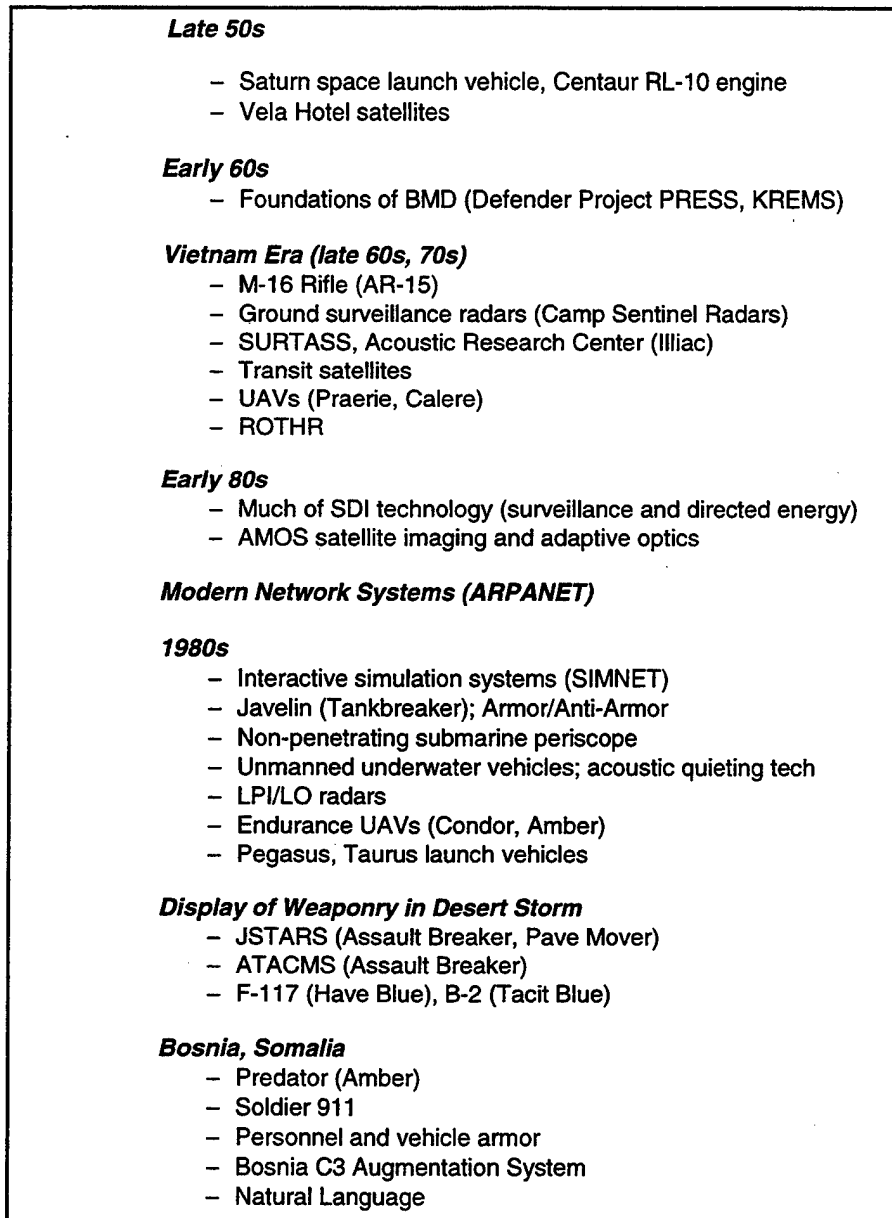 Late 50s
– Saturn space launch vehicle, Centaur RL-10 engine
– Vela Hotel satellites
Early 60s
– Foundations of BMD (Defender Project PRESS, KREMS)
Vietnam Era (late 60s, 70s)
– M-16 Rifle (AR-15)
– Ground surveillance radars (Camp Sentinel Radars)
– SURTASS, Acoustic Research Center (Illiac)
– Transit satellites
– UAVs (Praerie, Calere)
– ROTHR
Early 80s
– Much of SDI technology (surveillance and directed energy)
– AMOS satellite imaging and adaptive optics
Modern Network Systems (ARPANET)
1980s
– Interactive simulation systems (SIMNET)
– Javelin (Tankbreaker); Armor/Anti-Armor
– Non-penetrating submarine periscope
– Unmanned underwater vehicles; acoustic quieting tech
– LPI/LO radars
– Endurance UAVs (Condor, Amber)
– Pegasus, Taurus launch vehicles
Display of Weaponry in Desert Storm
– JSTARS (Assault Breaker, Pave Mover)
– ATACMS (Assault Breaker)
– F-117 (Have Blue), B-2 (Tacit Blue)
Bosnia, Somalia
– Predator (Amber)
– Soldier 911
– Personnel and vehicle armor
– Bosnia C3 Augmentation System
– Natural Language